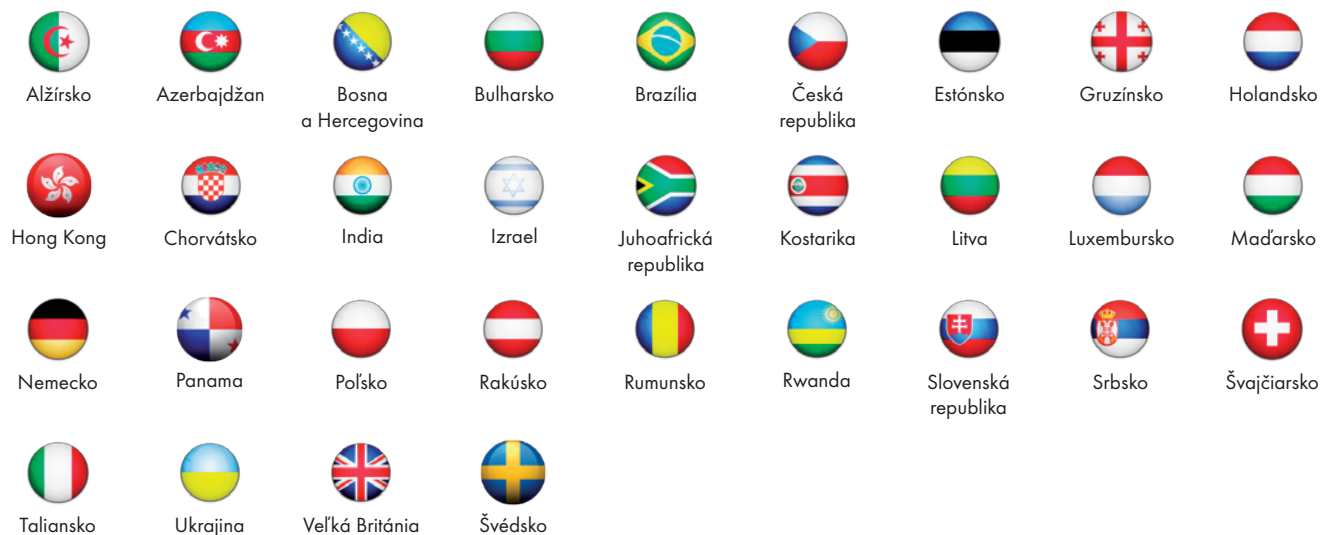 Alžírsko
Azerbajdžan
Bosna
a Hercegovina
Bulharsko
Brazília
Česká
republika
Estónsko
Gruzínsko
Holandsko
Hong Kong
Chorvátsko
India
Izrael
Juhoafrická
republika
Kostarika
Litva
Luxembursko
Maďarsko
Nemecko
Panama
Poľsko
Rakúsko
Rumunsko
Rwanda
Slovenská
republika
Srbsko
Švajčiarsko
Taliansko
Ukrajina
Veľká Británia
Švédsko